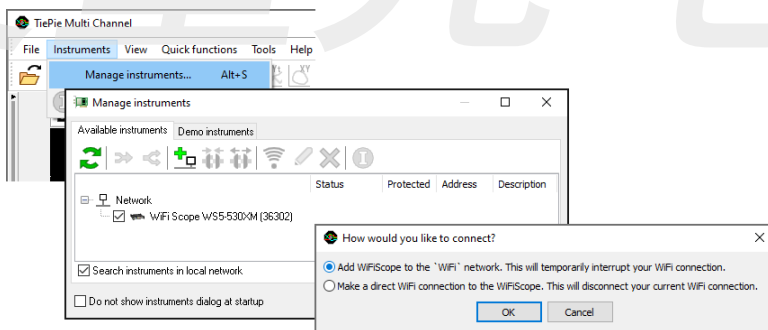 TiePie Multi Channel
File Instruments View Quick functions Tools Help
Manage instruments... Alt+S
Manage instruments
Available instruments Demo instruments
Status Protected Address Description
Network
WiFi Scope WS5-530XM (36302)
Search instruments in local network
Do not show instruments dialog at startup
How would you like to connect?
Add WiFiScope to the `WiFi` network. This will temporarily interrupt your WiFi connection.
Make a direct WiFi connection to the WiFiScope. This will disconnect your current WiFi connection.
OK Cancel